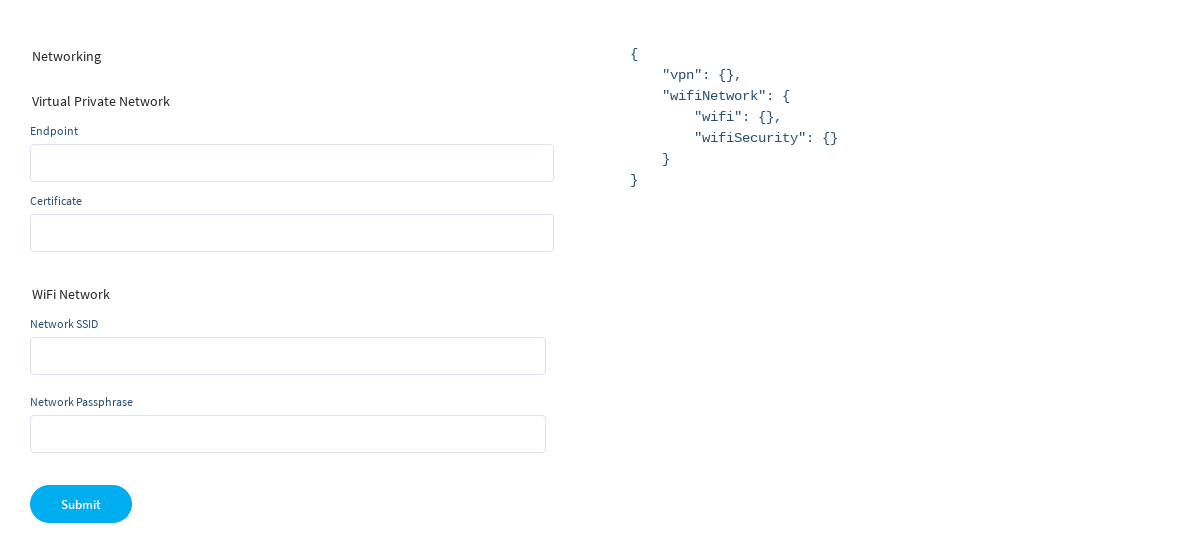 Networking
Virtual Private Network
Endpoint
Certificate
WiFi Network
Network SSID
Network Passphrase
Submit
{
    "vpn": {},
    "wifiNetwork": {
        "wifi": {},
        "wifiSecurity": {}
    }
}